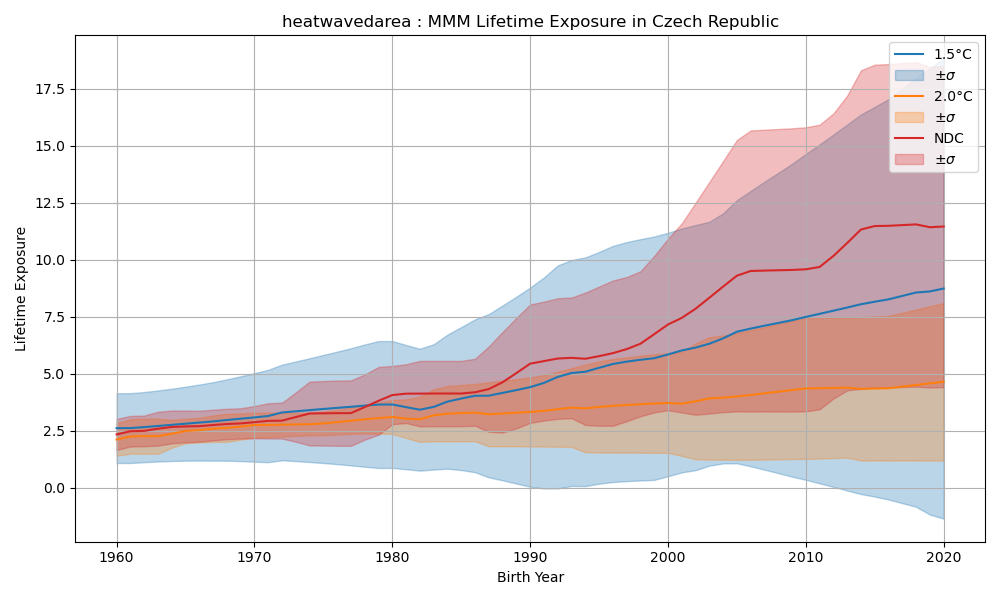 heatwavedarea : MMM Lifetime Exposure in Czech Republic
Lifetime Exposure
17.5
15.0
12.5
10.0
7.5
5.0
2.5
0.0
1960
1970
1980
1990
2000
2010
2020
Birth Year
1.5°C
±σ
2.0°C
±σ
NDC
±σ